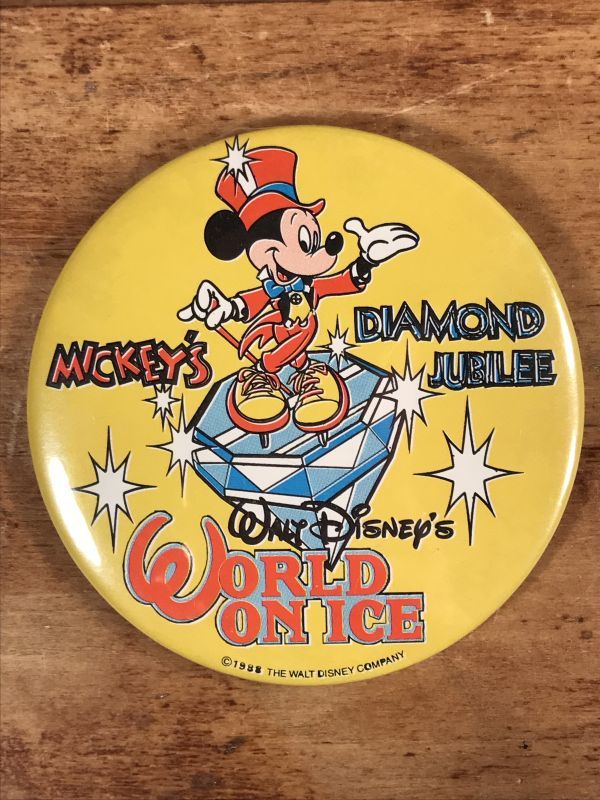 MICKEY'S
DIAMOND
JUBILEE
WALT DISNEY'S
WORLD
ON ICE
©1988 THE WALT DISNEY COMPANY